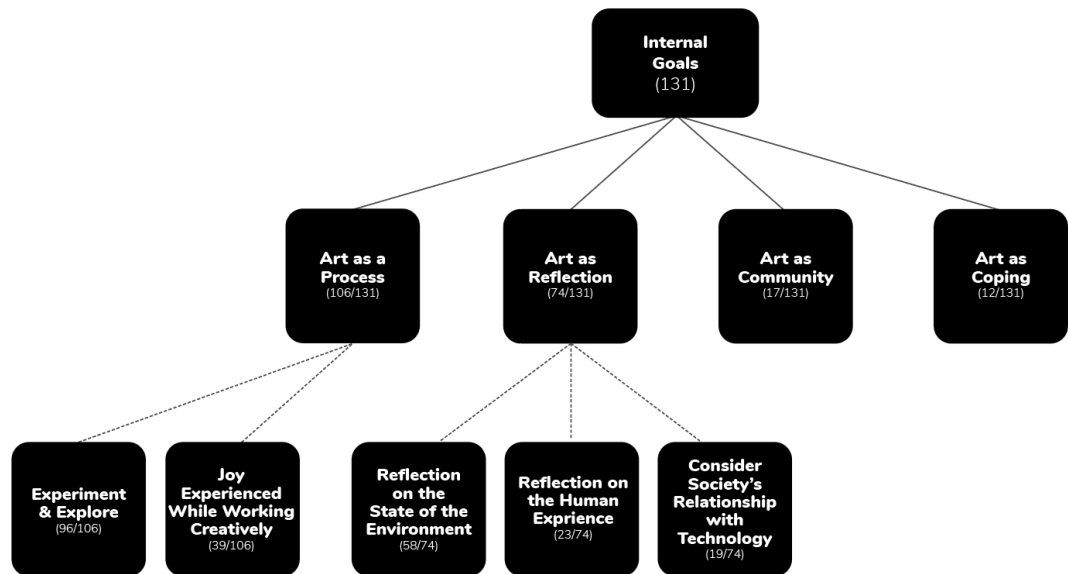 Internal
Goals
(131)
Art as a
Process
(106/131)
Art as
Reflection
(74/131)
Art as
Community
(17/131)
Art as
Coping
(12/131)
Experiment
& Explore
(96/106)
Joy
Experienced
While Working
Creatively
(39/106)
Reflection
on the
State of the
Environment
(58/74)
Reflection on
the Human
Exprience
(23/74)
Consider
Society’s
Relationship
with
Technology
(19/74)